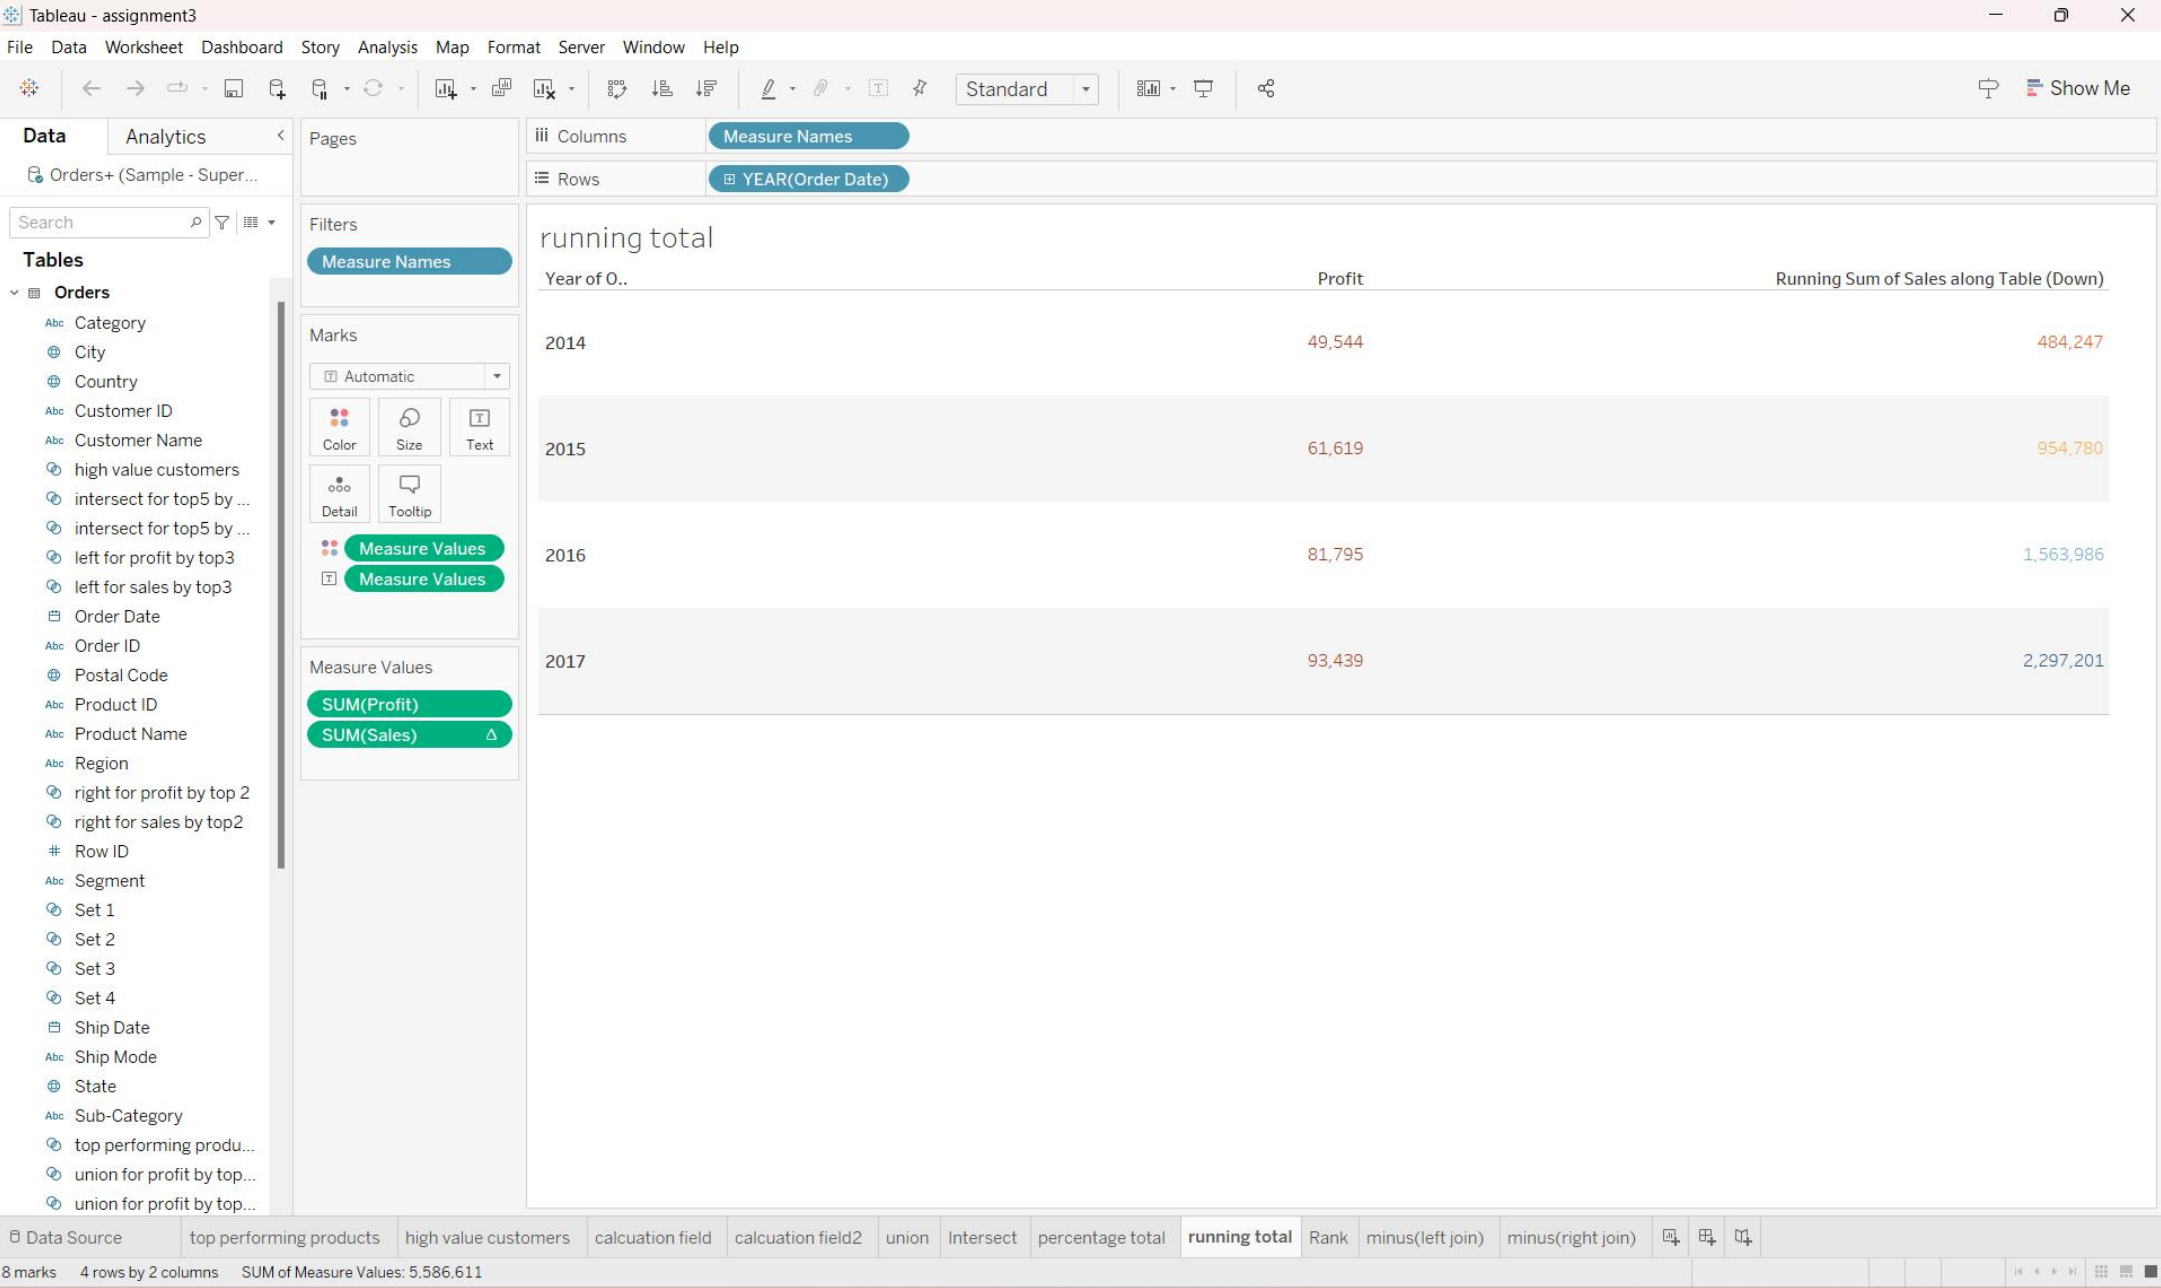 Tableau - assignment3
File Data Worksheet Dashboard Story Analysis Map Format Server Window Help
Standard
Show Me
Data Analytics
Orders+ (Sample - Super...
Search
Tables
Orders
Abc Category
City
Country
Abc Customer ID
Abc Customer Name
high value customers
intersect for top5 by ...
intersect for top5 by ...
left for profit by top3
left for sales by top3
Order Date
Abc Order ID
Postal Code
Abc Product ID
Abc Product Name
Abc Region
right for profit by top 2
right for sales by top2
# Row ID
Abc Segment
Set 1
Set 2
Set 3
Set 4
Ship Date
Abc Ship Mode
State
Abc Sub-Category
top performing produ...
union for profit by top...
union for profit by top...
Pages
Filters
Measure Names
Marks
Automatic
Color Size Text
Detail Tooltip
Measure Values
Measure Values
Measure Values
SUM(Profit)
SUM(Sales) Δ
Columns Measure Names
Rows YEAR(Order Date)
running total
Year of O.. Profit Running Sum of Sales along Table (Down)
2014 49,544 484,247
2015 61,619 954,780
2016 81,795 1,563,986
2017 93,439 2,297,201
Data Source top performing products high value customers calcuation field calcuation field2 union Intersect percentage total running total Rank minus(left join) minus(right join)
8 marks 4 rows by 2 columns SUM of Measure Values: 5,586,611